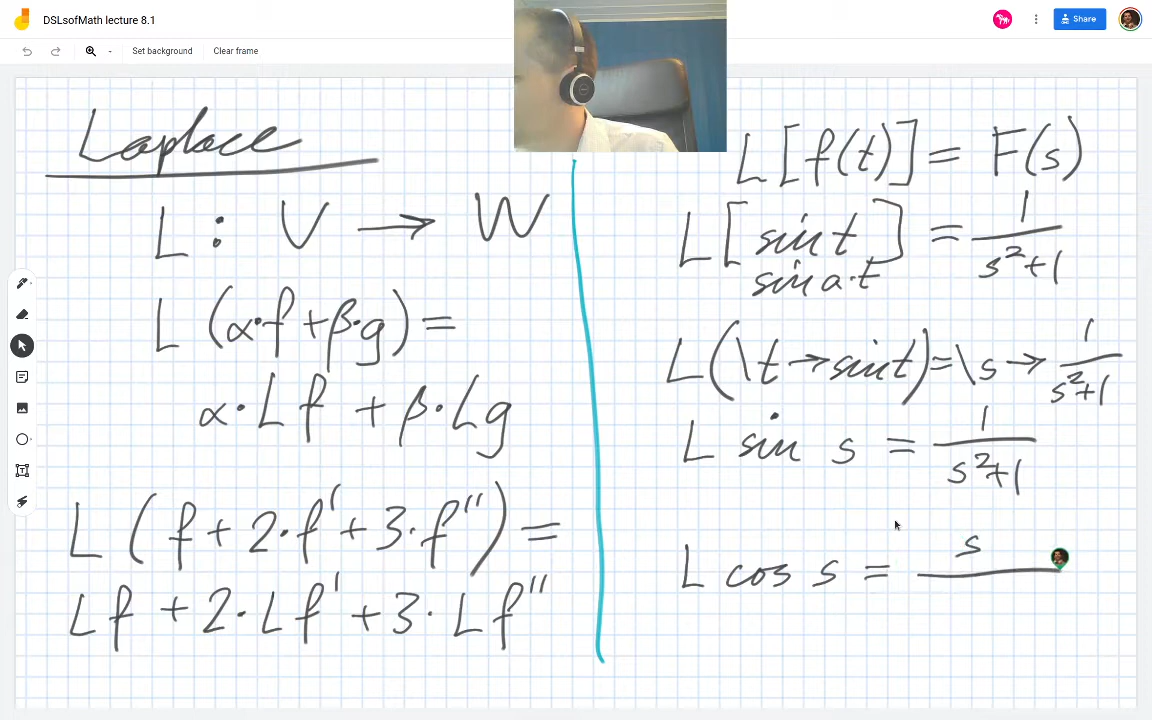 DSLsofMath lecture 8.1
Share
Set background
Clear frame
Laplace
L : V → W
L (α·f + β·g) =
α·Lf + β·Lg
L (f + 2·f' + 3·f'') =
Lf + 2·Lf' + 3·Lf''
L[f(t)] = F(s)
L[sin t] = 1/(s²+1)
sin a·t
L(\t → sin t) = \s → 1/(s²+1)
L sin s = 1/(s²+1)
L cos s = s/